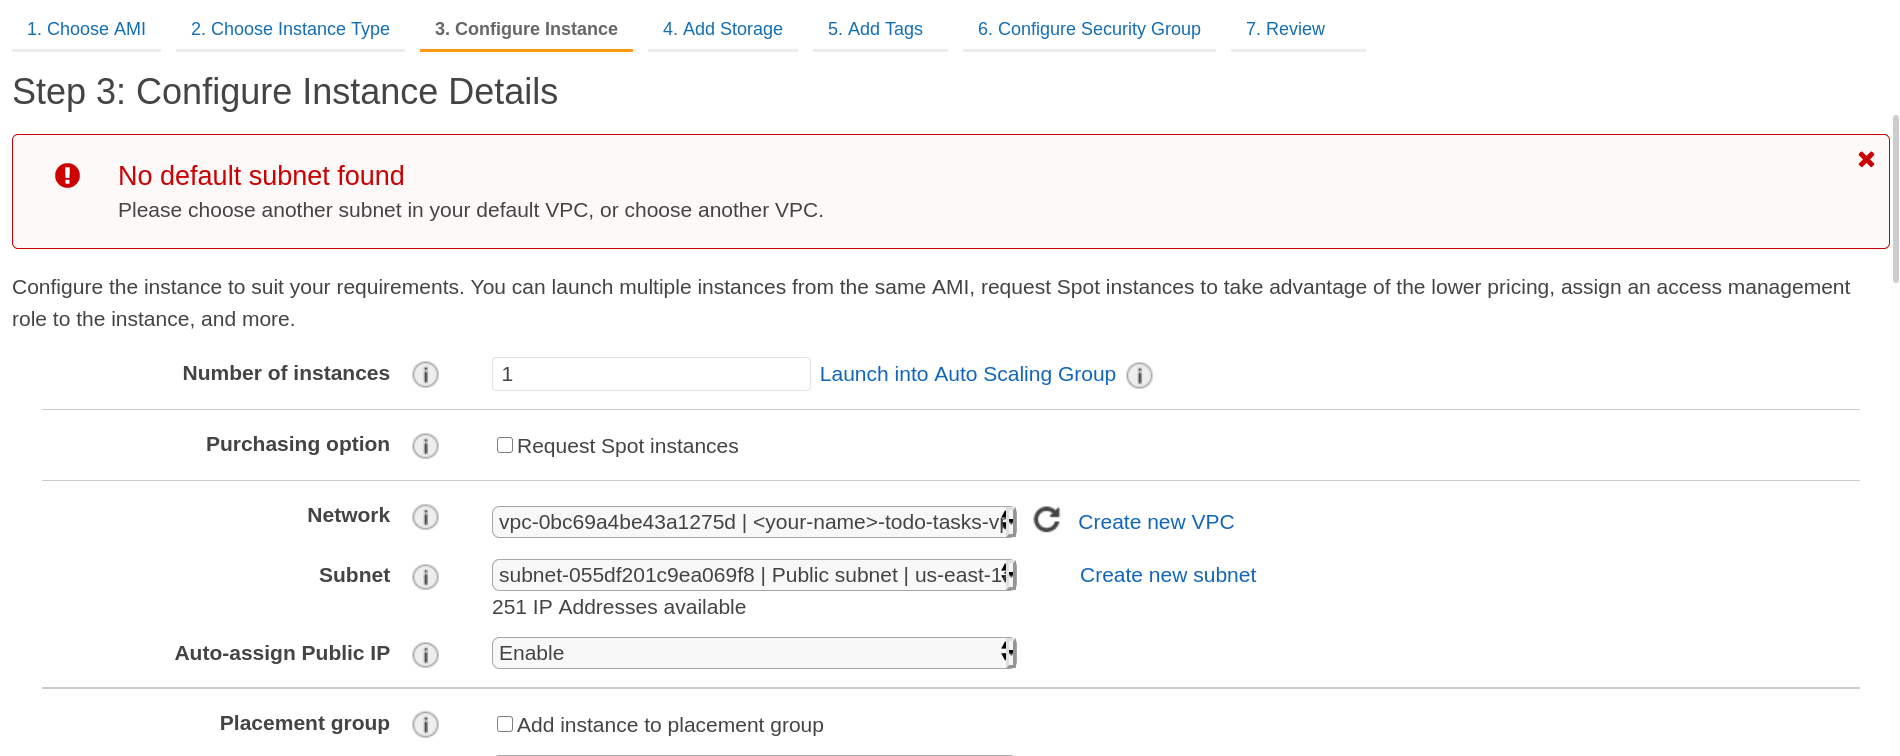 1. Choose AMI 2. Choose Instance Type 3. Configure Instance 4. Add Storage 5. Add Tags 6. Configure Security Group 7. Review
Step 3: Configure Instance Details
No default subnet found
Please choose another subnet in your default VPC, or choose another VPC.
Configure the instance to suit your requirements. You can launch multiple instances from the same AMI, request Spot instances to take advantage of the lower pricing, assign an access management
role to the instance, and more.
Number of instances 1 Launch into Auto Scaling Group
Purchasing option Request Spot instances
Network vpc-0bc69a4be43a1275d | <your-name>-todo-tasks-vp Create new VPC
Subnet subnet-055df201c9ea069f8 | Public subnet | us-east-1 Create new subnet
251 IP Addresses available
Auto-assign Public IP Enable
Placement group Add instance to placement group